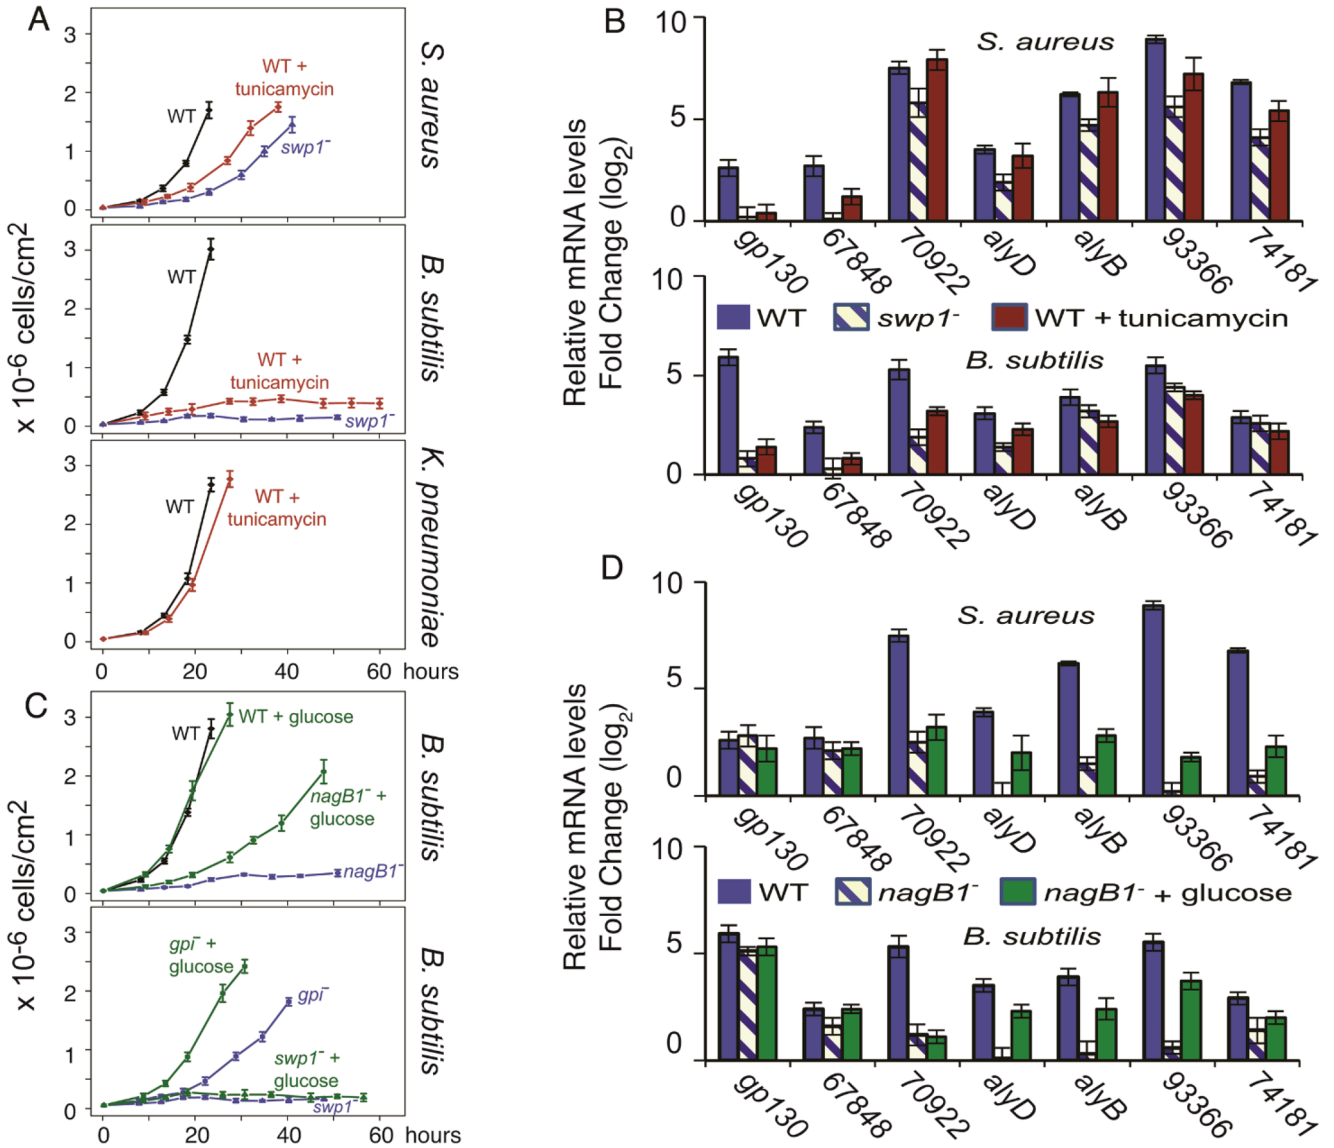 A
3
2
1
0
WT
WT +
tunicamycin
swp1-
S. aureus
3
2
1
0
WT
WT +
tunicamycin
swp1-
B. subtilis
3
2
1
0
WT
WT +
tunicamycin
K. pneumoniae
x 10-6 cells/cm2
0 20 40 60 hours
B
10
5
0
S. aureus
gp130 67848 70922 alyD alyB 93366 74181
10
5
0
WT swp1- WT + tunicamycin
B. subtilis
gp130 67848 70922 alyD alyB 93366 74181
Relative mRNA levels
Fold Change (log2)
C
3
2
1
0
WT
WT + glucose
nagB1- +
glucose
nagB1-
B. subtilis
3
2
1
0
gpi- +
glucose
gpi-
swp1- +
glucose
swp1-
B. subtilis
x 10-6 cells/cm2
0 20 40 60 hours
D
10
5
0
S. aureus
gp130 67848 70922 alyD alyB 93366 74181
10
5
0
WT nagB1- nagB1- + glucose
B. subtilis
gp130 67848 70922 alyD alyB 93366 74181
Relative mRNA levels
Fold Change (log2)